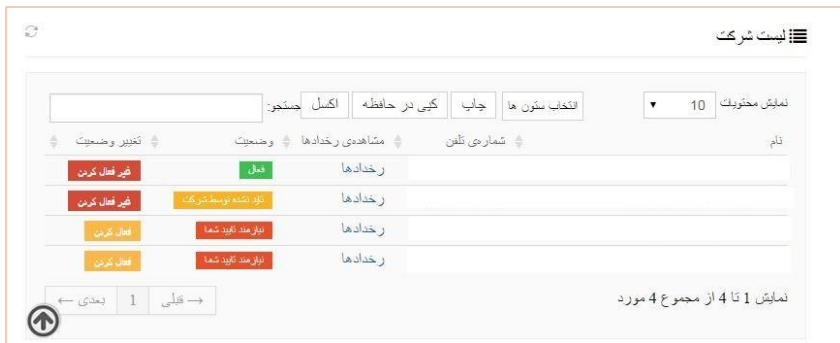 لیست شرکت
نمایش محتویات 10 انتخاب ستون ها چاپ کپی در حافظه اکسل جستجو:
نام شماره‌ی تلفن مشاهده‌ی رخدادها وضعیت تغییر وضعیت
رخدادها فعال غیر فعال کردن
رخدادها تائید نشده توسط شرکت غیر فعال کردن
رخدادها نیازمند تایید شما فعال کردن
رخدادها نیازمند تایید شما فعال کردن
نمایش 1 تا 4 از مجموع 4 مورد
→ قبلی 1 بعدی ←